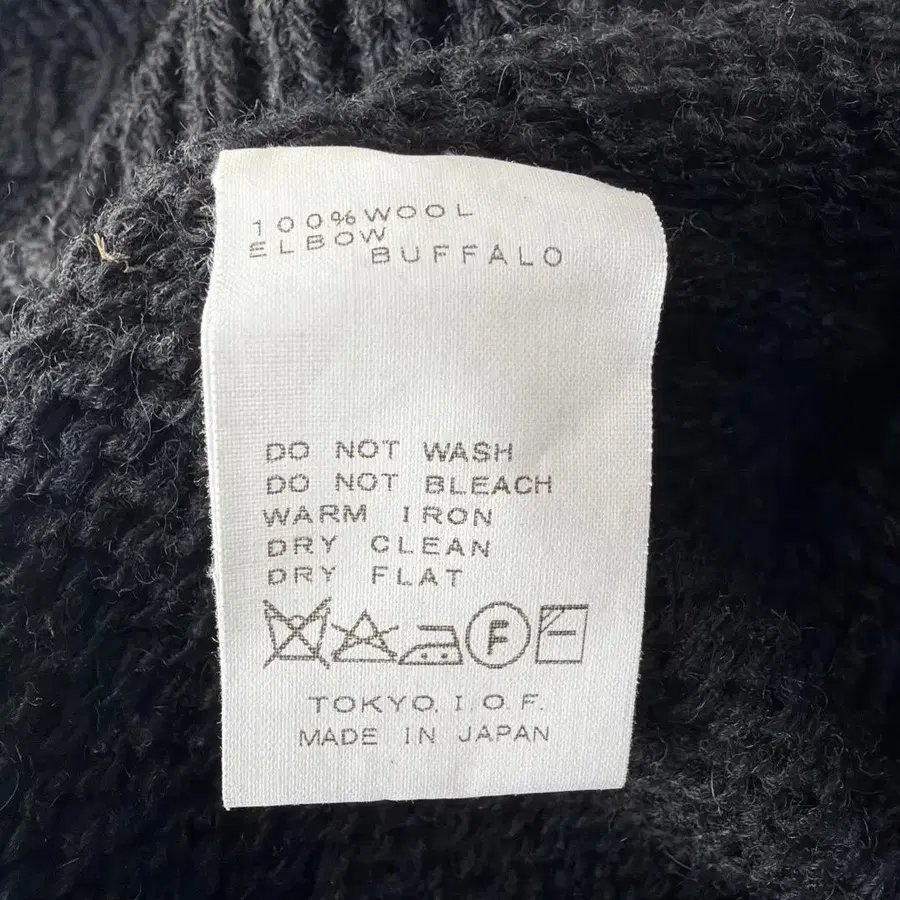 100%WOOL
ELBOW
BUFFALO
DO NOT WASH
DO NOT BLEACH
WARM IRON
DRY CLEAN
DRY FLAT
F
TOKYO. I. O. F.
MADE IN JAPAN